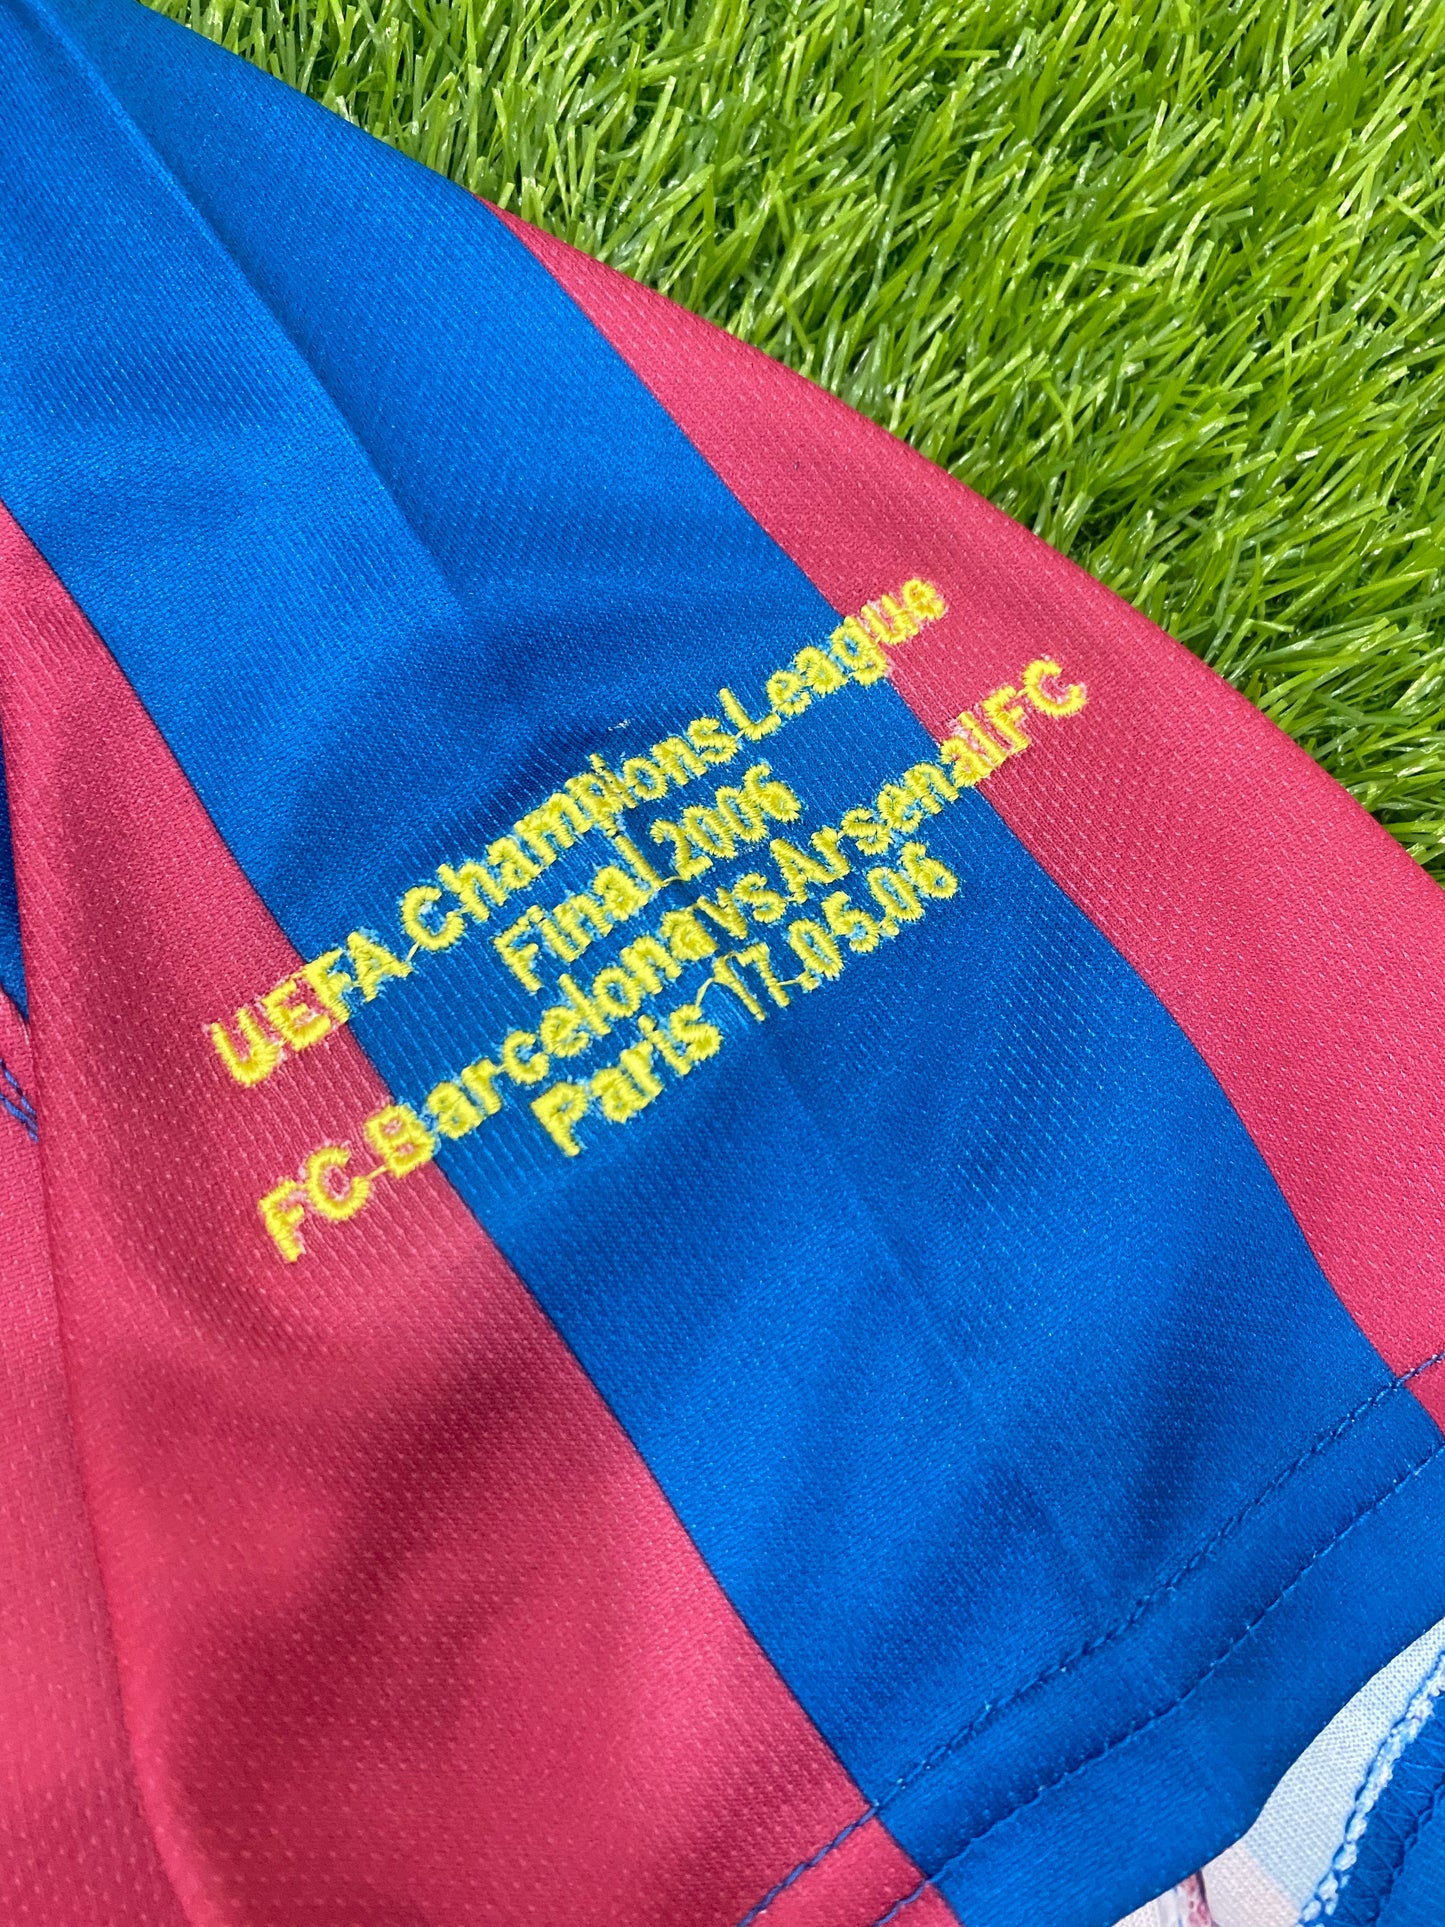 UEFA Champions League
Final 2006
FC Barcelona vs. Arsenal FC
Paris 17.05.06